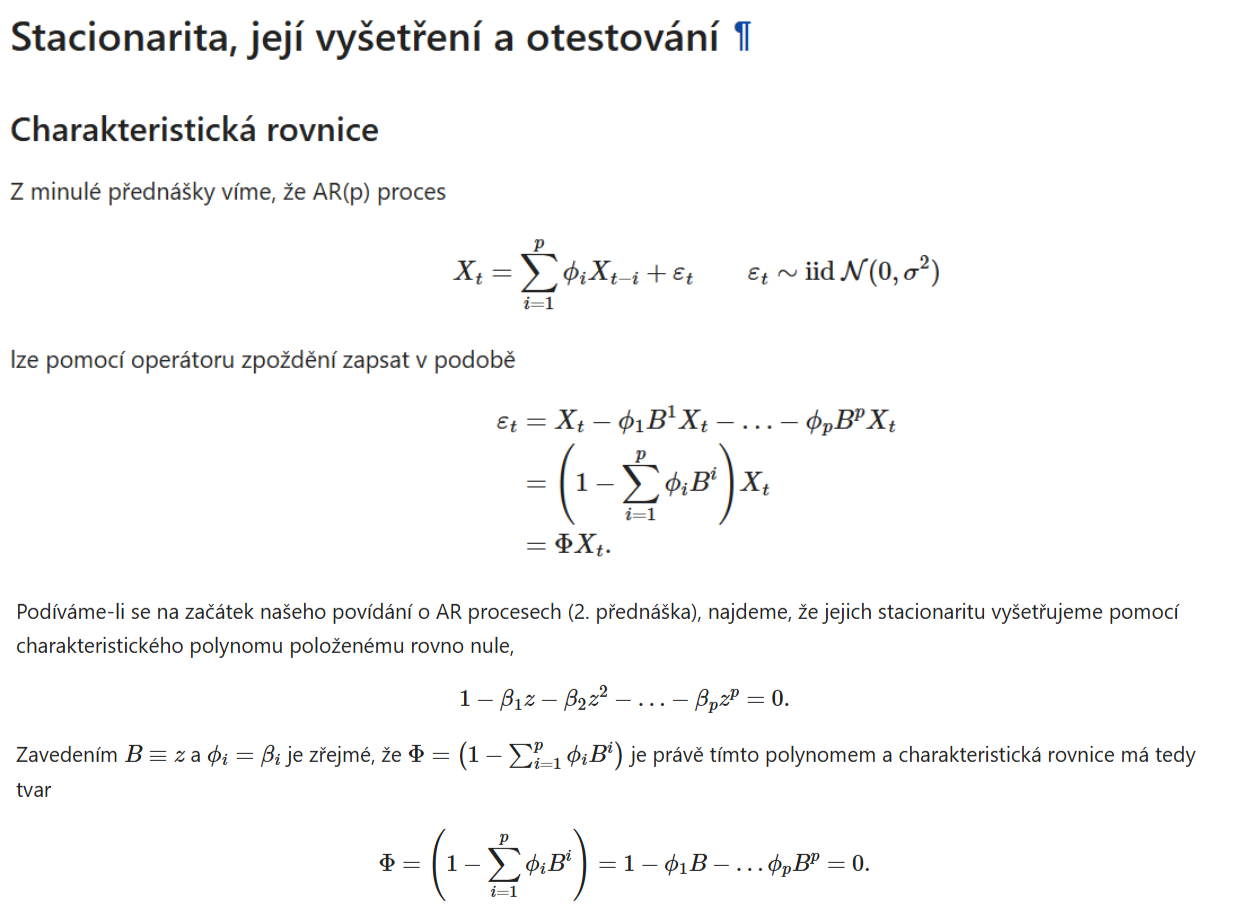 Stacionarita, její vyšetření a otestování ¶
Charakteristická rovnice
Z minulé přednášky víme, že AR(p) proces
X_t = \sum_{i=1}^{p} \phi_i X_{t-i} + \varepsilon_t \qquad \varepsilon_t \sim \text{iid } \mathcal{N}(0, \sigma^2)
lze pomocí operátoru zpoždění zapsat v podobě
\varepsilon_t = X_t - \phi_1 B^1 X_t - \ldots - \phi_p B^p X_t
= \left( 1 - \sum_{i=1}^{p} \phi_i B^i \right) X_t
= \Phi X_t.
Podíváme-li se na začátek našeho povídání o AR procesech (2. přednáška), najdeme, že jejich stacionaritu vyšetřujeme pomocí
charakteristického polynomu položenému rovno nule,
1 - \beta_1 z - \beta_2 z^2 - \ldots - \beta_p z^p = 0.
Zavedením B \equiv z a \phi_i = \beta_i je zřejmé, že \Phi = (1 - \sum_{i=1}^{p} \phi_i B^i) je právě tímto polynomem a charakteristická rovnice má tedy
tvar
\Phi = \left( 1 - \sum_{i=1}^{p} \phi_i B^i \right) = 1 - \phi_1 B - \ldots \phi_p B^p = 0.